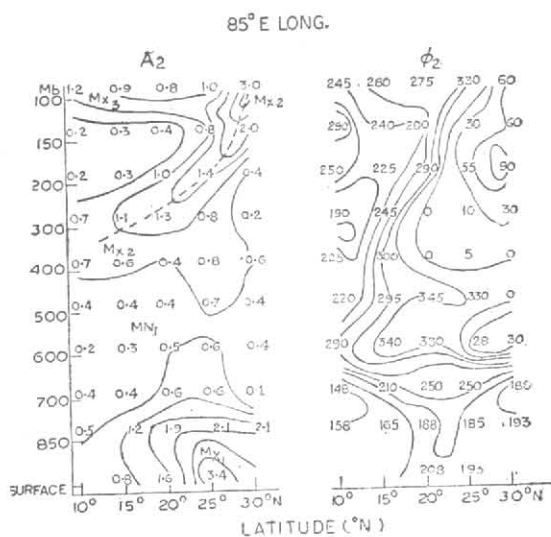 85° E LONG.
A2 ϕ2
Mb 1.2 0.9 0.8 1.0 3.0 245 260 275 330 60
100 Mx3 Mx2
0.2 0.3 0.4 0.8 2.0 290 240 200 30 60
150
0.2 0.3 1.0 1.4 0.4 250 225 290 55 90
200
0.7 1.1 1.3 0.8 0.2 190 245 0 10 30
300 Mx2
0.7 0.6 0.4 0.8 0.6 225 300 0 5 0
400
0.4 0.4 0.4 0.7 0.4 220 295 345 330 0
500 MN1
0.2 0.3 0.5 0.6 0.4 290 340 330 28 30
600
0.4 0.4 0.6 0.6 0.1 148 210 250 250 180
700
0.5 1.2 1.9 2.1 2.1 158 165 188 185 193
850 Mx1
0.8 1.6 3.4 208 195
SURFACE
10° 15° 20° 25° 30°N 10° 15° 20° 25° 30°N
LATITUDE (°N)